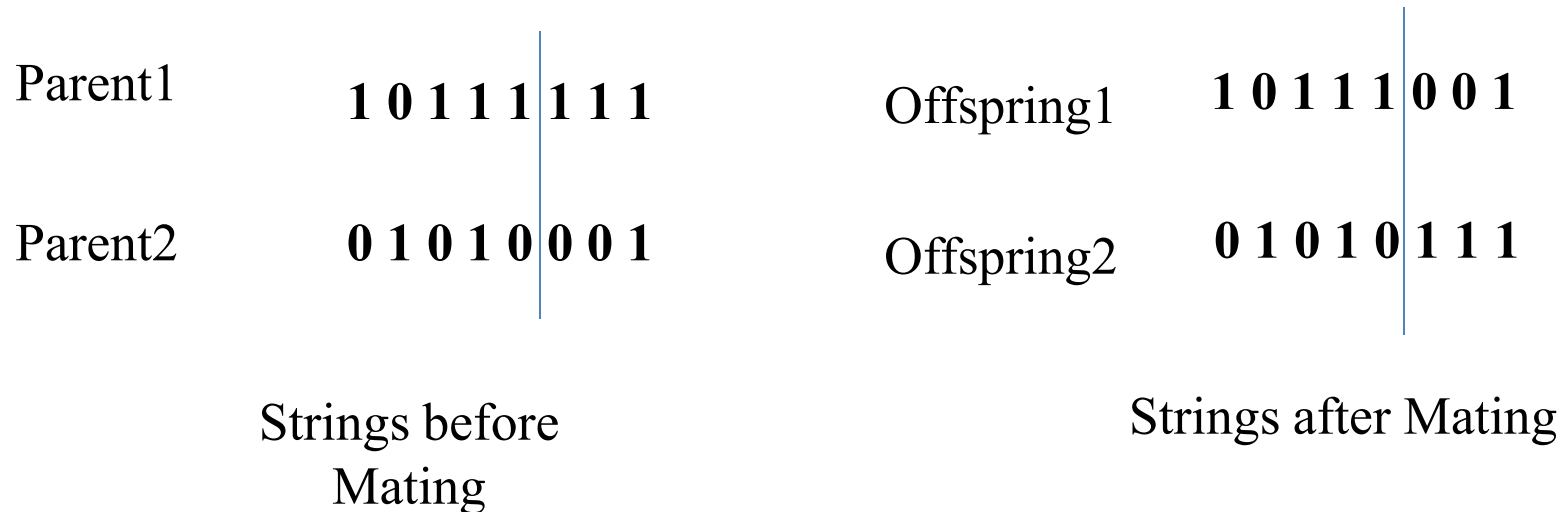 Parent1 1 0 1 1 1 1 1 1
Parent2 0 1 0 1 0 0 0 1
Strings before
Mating
Offspring1 1 0 1 1 1 0 0 1
Offspring2 0 1 0 1 0 1 1 1
Strings after Mating